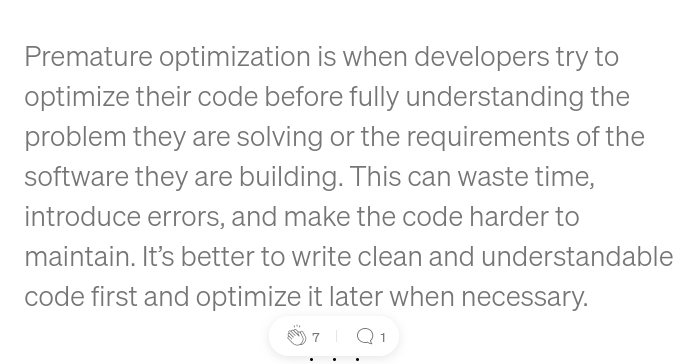 Premature optimization is when developers try to
optimize their code before fully understanding the
problem they are solving or the requirements of the
software they are building. This can waste time,
introduce errors, and make the code harder to
maintain. It’s better to write clean and understandable
code first and optimize it later when necessary.
7 1